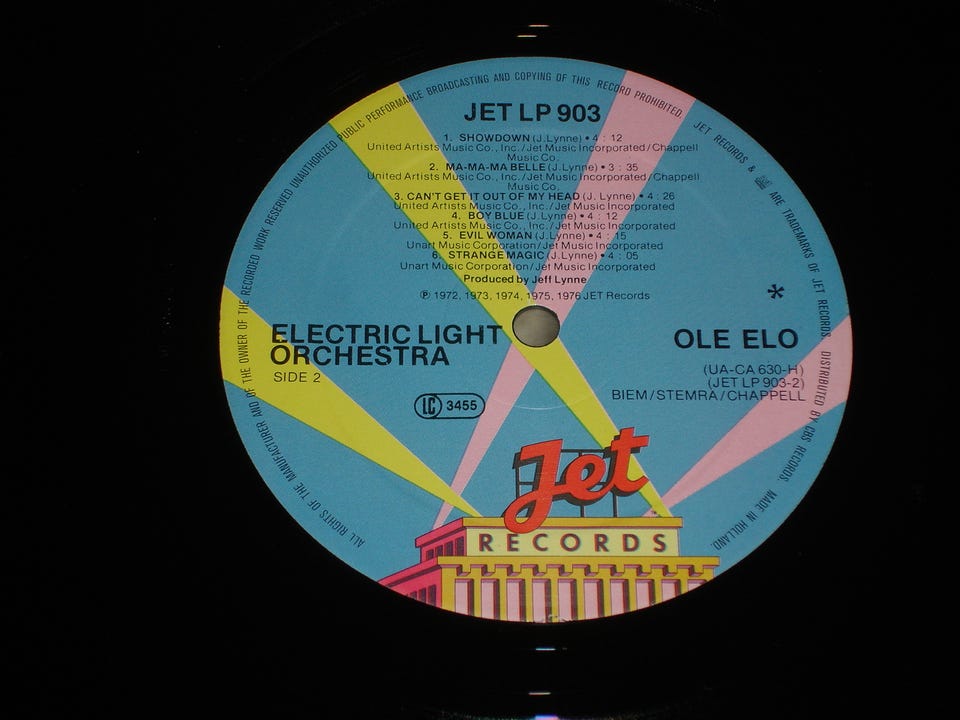 JET LP 903
1. SHOWDOWN (J.Lynne) • 4 : 12
United Artists Music Co., Inc./Jet Music Incorporated/Chappell
Music Co.
2. MA-MA-MA BELLE (J.Lynne) • 3 : 35
United Artists Music Co., Inc./Jet Music Incorporated/Chappell
Music Co.
3. CAN'T GET IT OUT OF MY HEAD (J. Lynne) • 4 : 26
United Artists Music Co., Inc./Jet Music Incorporated
4. BOY BLUE (J.Lynne) • 4 : 12
United Artists Music Co., Inc./Jet Music Incorporated
5. EVIL WOMAN (J.Lynne) • 4 : 15
Unart Music Corporation/Jet Music Incorporated
6. STRANGE MAGIC (J.Lynne) • 4 : 05
Unart Music Corporation/Jet Music Incorporated
Produced by Jeff Lynne
℗ 1972, 1973, 1974, 1975, 1976 JET Records
*
ELECTRIC LIGHT
ORCHESTRA
SIDE 2
LC 3455
OLE ELO
(UA-CA 630-H)
(JET LP 903-2)
BIEM/STEMRA/CHAPPELL
Jet
RECORDS
ALL RIGHTS OF THE MANUFACTURER AND OF THE OWNER OF THE RECORDED WORK RESERVED UNAUTHORIZED PUBLIC PERFORMANCE BROADCASTING AND COPYING OF THIS RECORD PROHIBITED. JET RECORDS & ARE TRADEMARKS OF JET RECORDS. DISTRIBUTED BY CBS RECORDS. MADE IN HOLLAND.